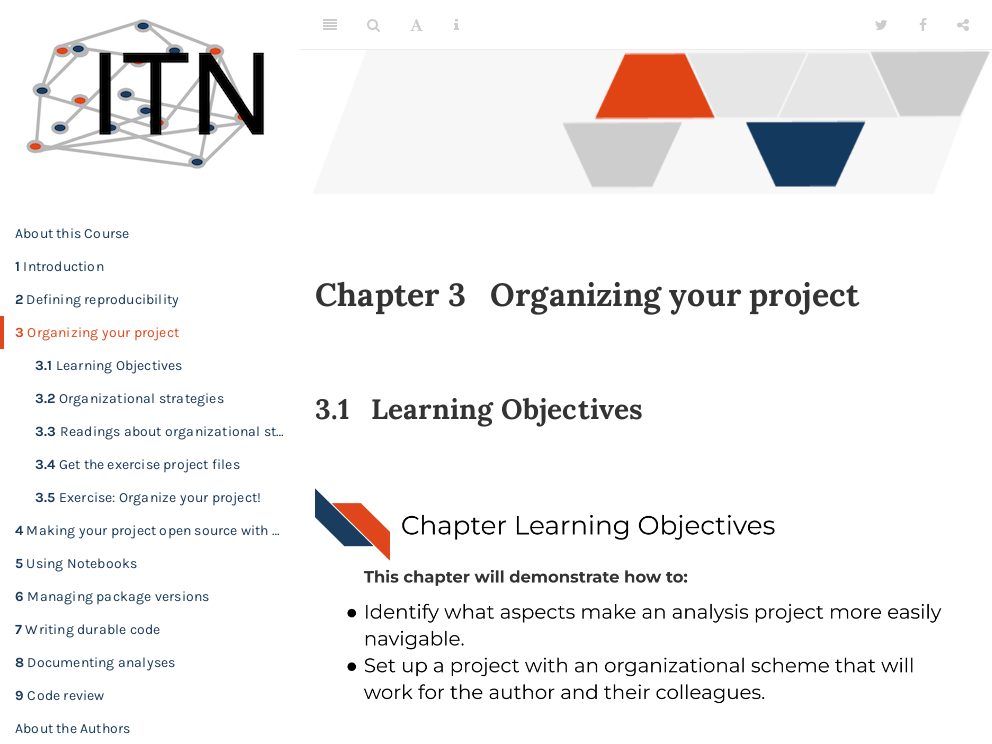 ITN
About this Course
1 Introduction
2 Defining reproducibility
3 Organizing your project
3.1 Learning Objectives
3.2 Organizational strategies
3.3 Readings about organizational st…
3.4 Get the exercise project files
3.5 Exercise: Organize your project!
4 Making your project open source with …
5 Using Notebooks
6 Managing package versions
7 Writing durable code
8 Documenting analyses
9 Code review
About the Authors
A
Chapter 3 Organizing your project
3.1 Learning Objectives
Chapter Learning Objectives
This chapter will demonstrate how to:
● Identify what aspects make an analysis project more easily
navigable.
● Set up a project with an organizational scheme that will
work for the author and their colleagues.